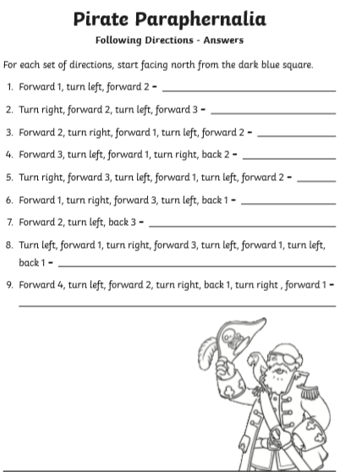 Pirate Paraphernalia
Following Directions - Answers
For each set of directions, start facing north from the dark blue square.
1. Forward 1, turn left, forward 2 =
2. Turn right, forward 2, turn left, forward 3 =
3. Forward 2, turn right, forward 1, turn left, forward 2 =
4. Forward 3, turn left, forward 1, turn right, back 2 =
5. Turn right, forward 3, turn left, forward 1, turn left, forward 2 =
6. Forward 1, turn right, forward 3, turn left, back 1 =
7. Forward 2, turn left, back 3 =
8. Turn left, forward 1, turn right, forward 3, turn left, forward 1, turn left,
back 1 =
9. Forward 4, turn left, forward 2, turn right, back 1, turn right , forward 1 =